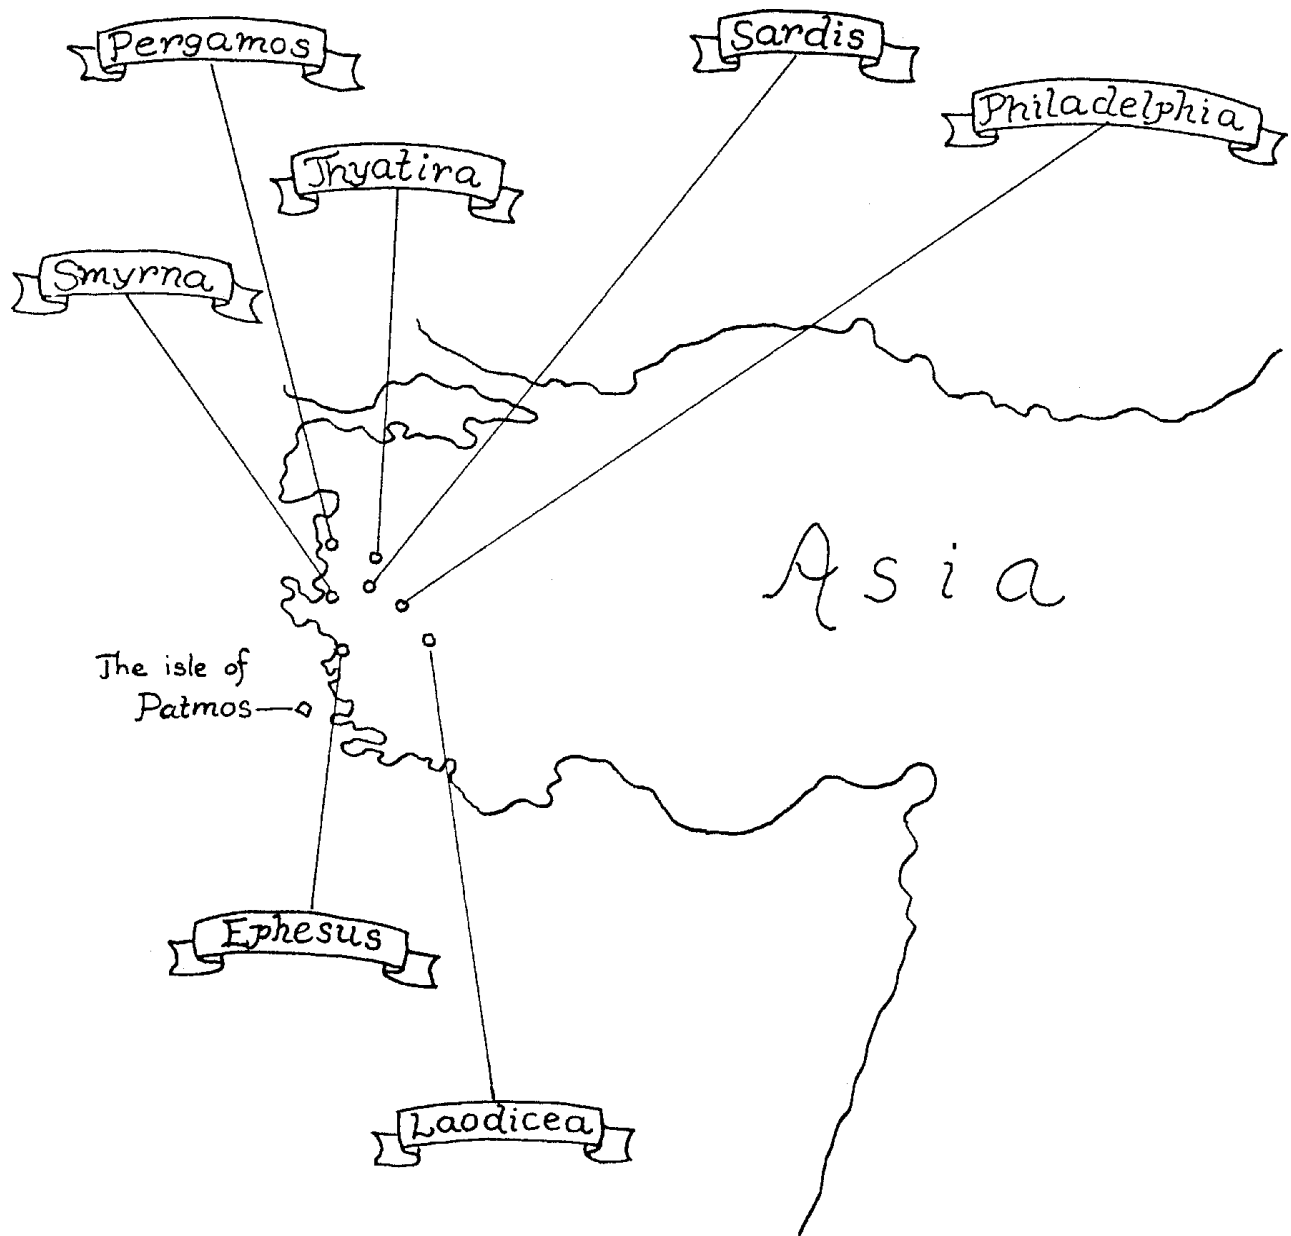 Pergamos
Sardis
Philadelphia
Thyatira
Smyrna
Asia
The isle of
Patmos
Ephesus
Laodicea